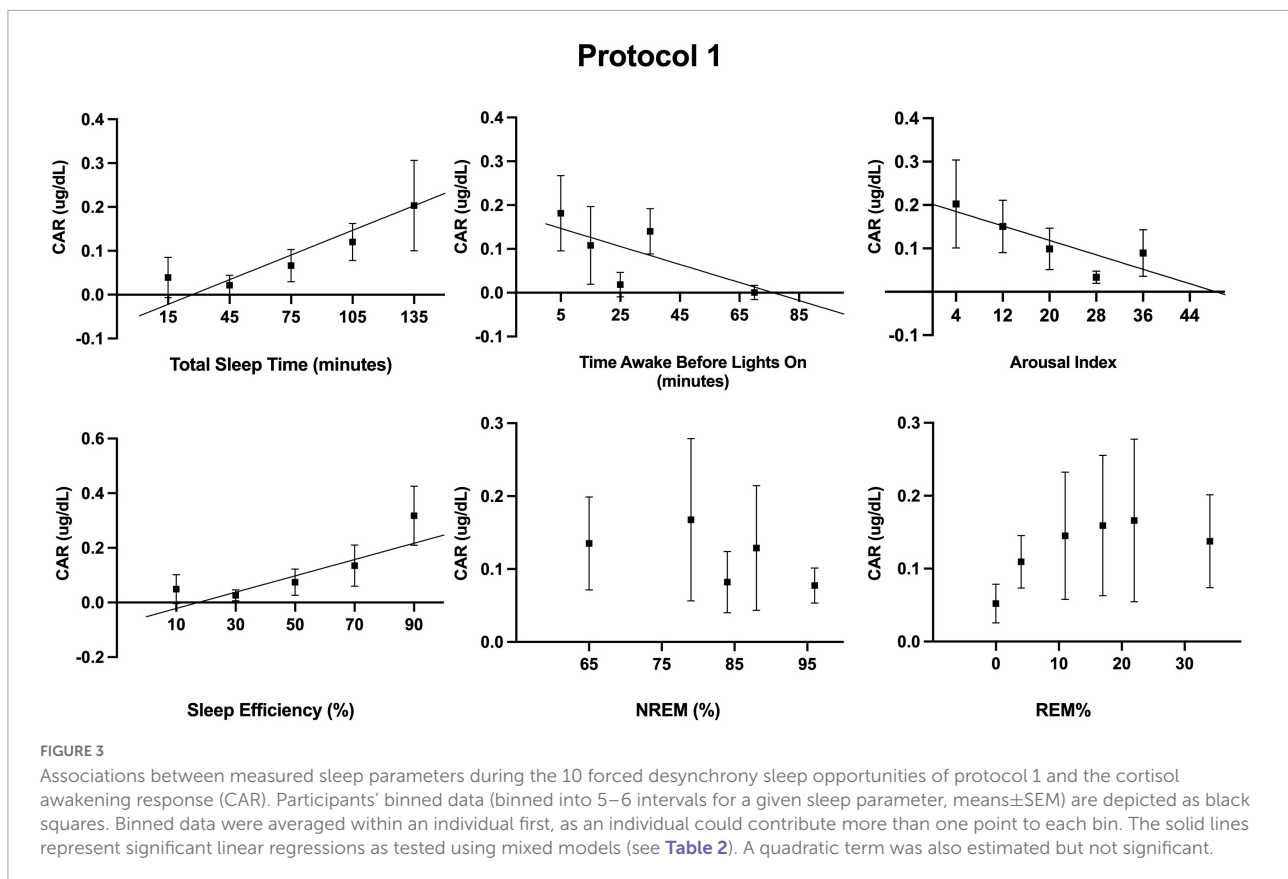 Protocol 1
0.4
0.3
0.2
0.1
0.0
-0.1
CAR (ug/dL)
15 45 75 105 135
Total Sleep Time (minutes)
0.4
0.3
0.2
0.1
0.0
-0.1
CAR (ug/dL)
5 25 45 65 85
Time Awake Before Lights On
(minutes)
0.4
0.3
0.2
0.1
-0.1
CAR (ug/dL)
4 12 20 28 36 44
Arousal Index
0.6
0.4
0.2
0.0
-0.2
CAR (ug/dL)
10 30 50 70 90
Sleep Efficiency (%)
0.3
0.2
0.1
0.0
CAR (ug/dL)
65 75 85 95
NREM (%)
0.3
0.2
0.1
0.0
CAR (ug/dL)
0 10 20 30
REM%
FIGURE 3
Associations between measured sleep parameters during the 10 forced desynchrony sleep opportunities of protocol 1 and the cortisol
awakening response (CAR). Participants' binned data (binned into 5–6 intervals for a given sleep parameter, means±SEM) are depicted as black
squares. Binned data were averaged within an individual first, as an individual could contribute more than one point to each bin. The solid lines
represent significant linear regressions as tested using mixed models (see Table 2). A quadratic term was also estimated but not significant.